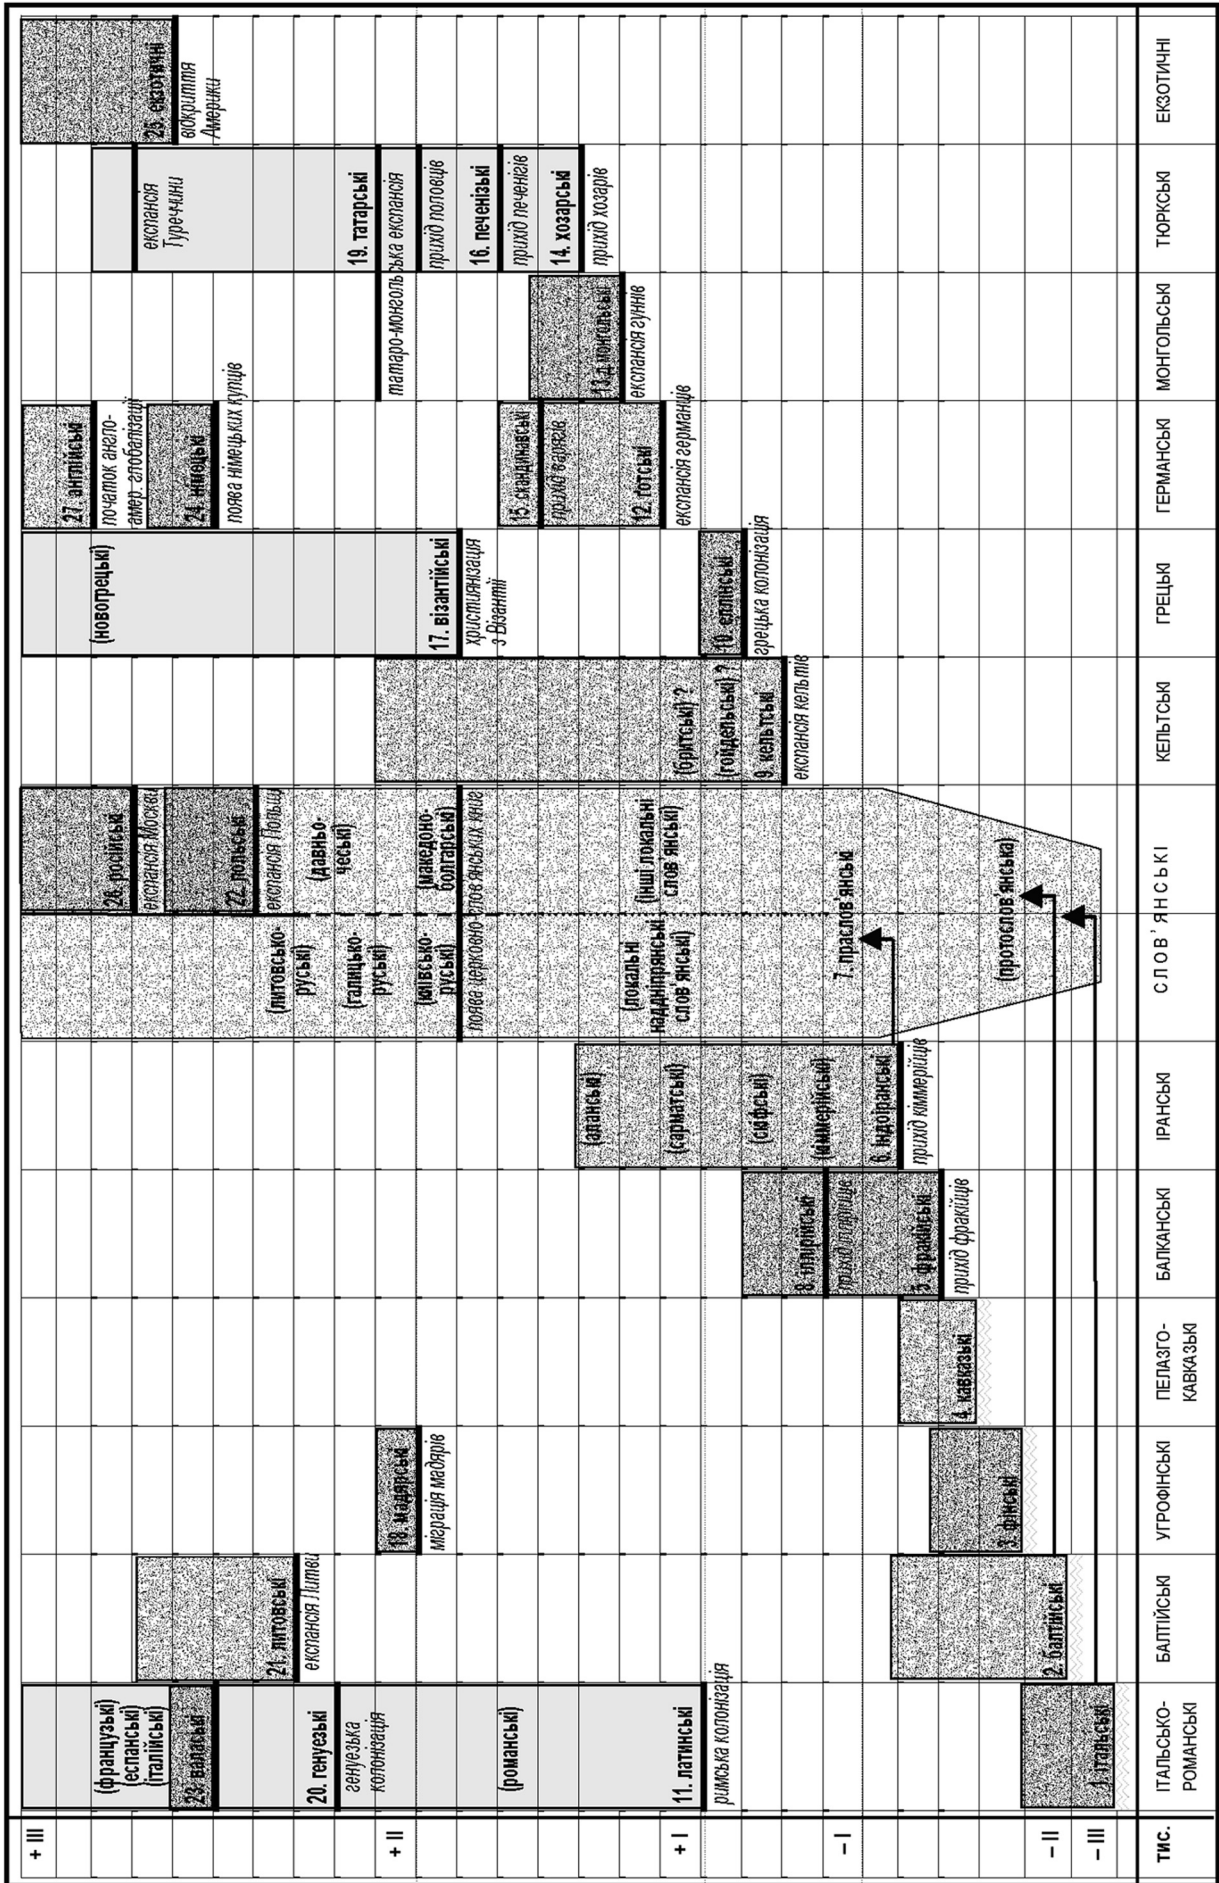 + III
+ II
+ I
– I
– II
– III
ТИС.
(французькі)
(еспанські)
(італійські)
23. валаські
20. генуезькі
генуезька
колонізація
(романські)
11. латинські
римська колонізація
1. італьські
ІТАЛЬСЬКО-
РОМАНСЬКІ
21. литовські
експансія Литви
2. балтійські
БАЛТІЙСЬКІ
18. мадярські
міграція мадярів
3. фінські
УГРОФІНСЬКІ
4. кавказькі
ПЕЛАЗГО-
КАВКАЗЬКІ
8. іллірійські
прихід іллірійців
5. фракійські
прихід фракійців
БАЛКАНСЬКІ
(аланські)
(сарматські)
(скіфські)
(кіммерійські)
6. індоіранські
прихід кіммерійців
ІРАНСЬКІ
(литовсько-
руські)
(галицько-
руські)
(київсько-
руські)
поява церковно-слов'янських книг
(локальні
наддніпрянські
слов'янські)
7. праслов'янські
26. російські
експансія Москви
22. польські
експансія Польщі
(давньо-
чеські)
(македоно-
болгарські)
(інші локальні
слов'янські)
(протослов'янська)
СЛОВ'ЯНСЬКІ
(бритські) ?
(гойдельські) ?
9. кельтські
експансія кельтів
КЕЛЬТСЬКІ
(новогрецькі)
17. візантійські
християнізація
з Візантії
10. еллінські
грецька колонізація
ГРЕЦЬКІ
27. англійські
початок англо-
амер. глобалізації
24. німецькі
поява німецьких купців
15. скандинавські
прихід варягів
12. ґотські
експансія германців
ГЕРМАНСЬКІ
татаро-монгольська експансія
13. д.монгольські
експансія гуннів
МОНГОЛЬСЬКІ
експансія
Туреччини
19. татарські
прихід половців
16. печенізькі
прихід печенігів
14. хозарські
прихід хозарів
ТЮРКСЬКІ
25. екзотичні
відкриття
Америки
ЕКЗОТИЧНІ